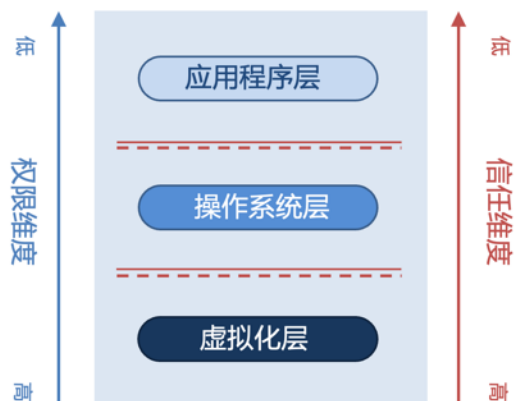 低
权限维度
高
应用程序层
操作系统层
虚拟化层
低
信任维度
高